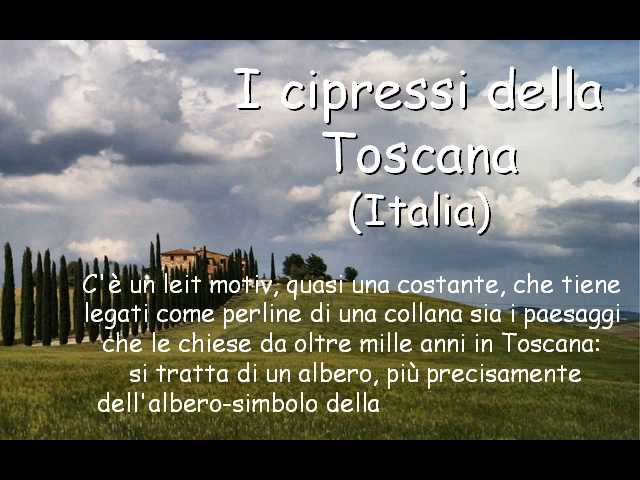 I cipressi della
Toscana
(Italia)
C'è un leit motiv, quasi una costante, che tiene
legati come perline di una collana sia i paesaggi
che le chiese da oltre mille anni in Toscana:
si tratta di un albero, più precisamente
dell'albero-simbolo della